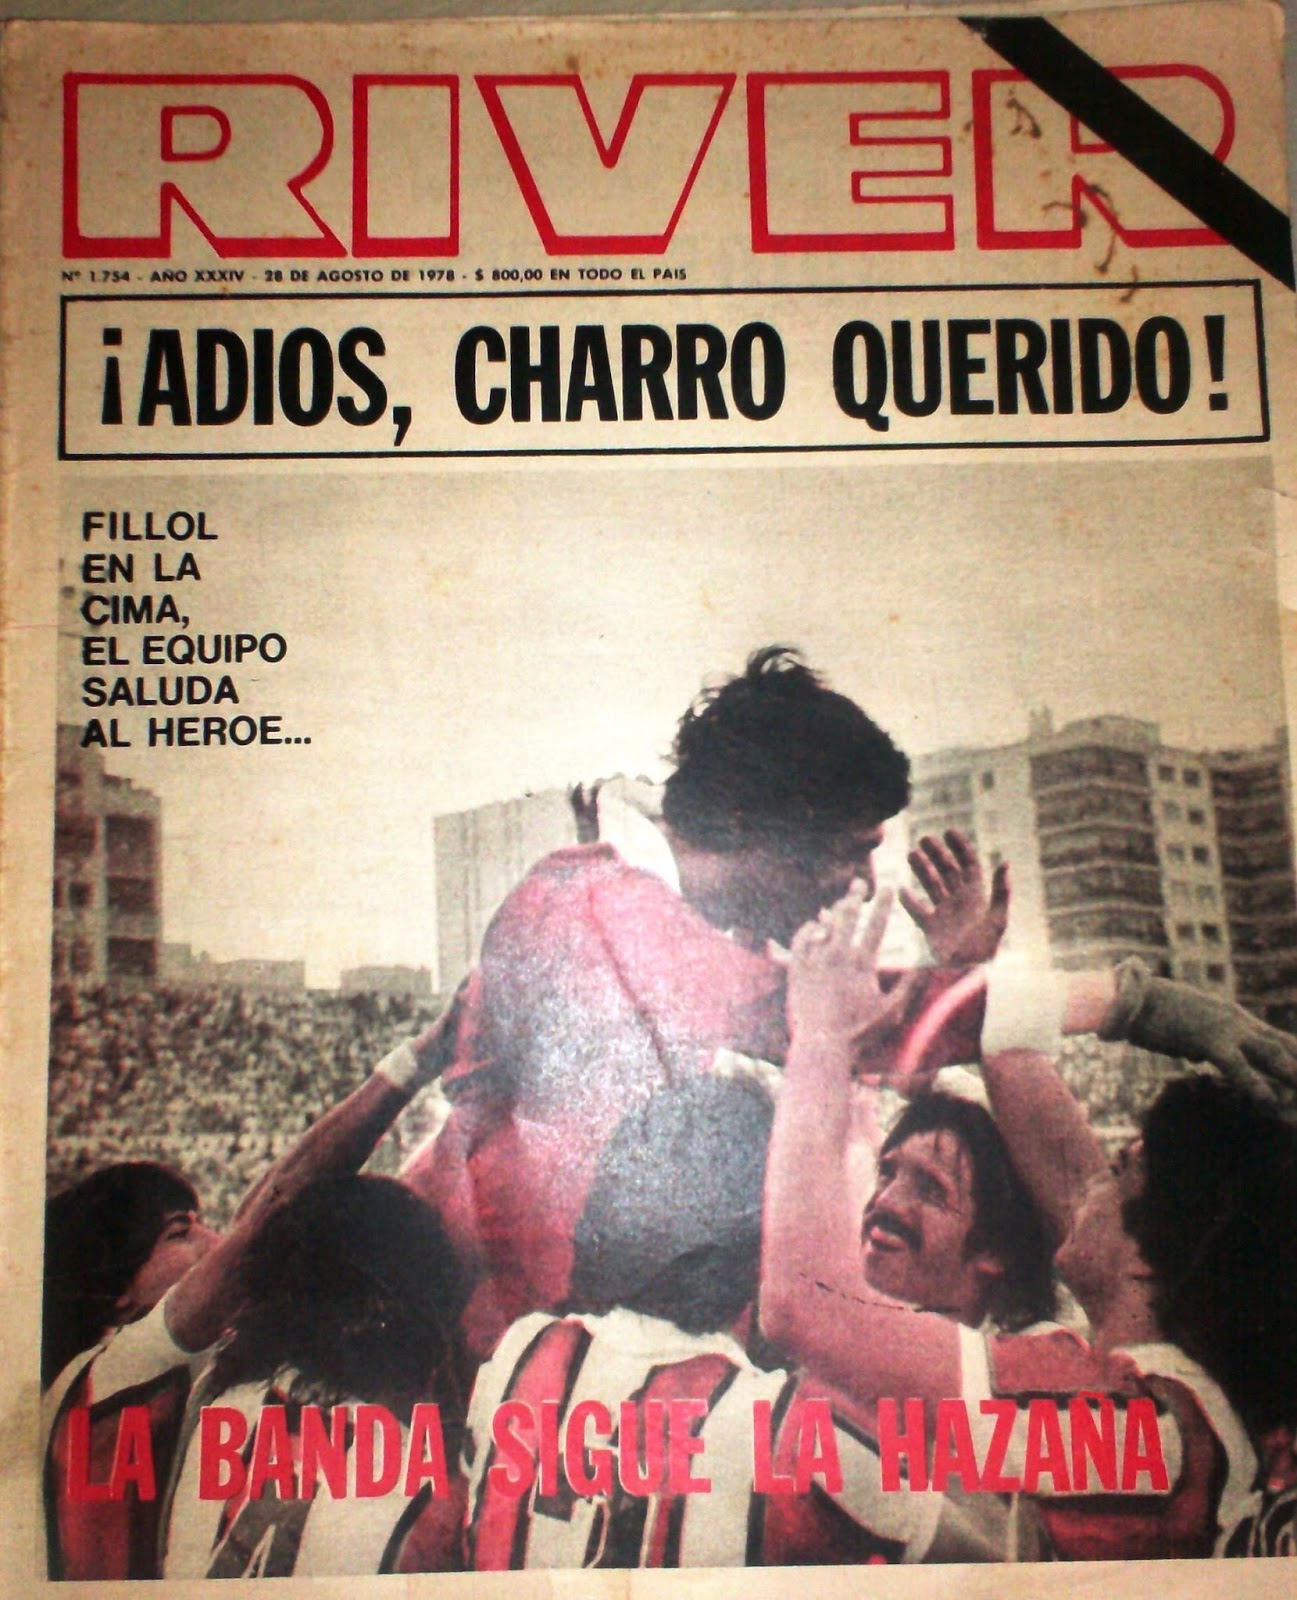 RIVER
Nº 1.754 - AÑO XXXIV - 28 DE AGOSTO DE 1978 - $ 800,00 EN TODO EL PAIS
¡ADIOS, CHARRO QUERIDO!
FILLOL
EN LA
CIMA,
EL EQUIPO
SALUDA
AL HEROE...
LA BANDA SIGUE LA HAZAÑA